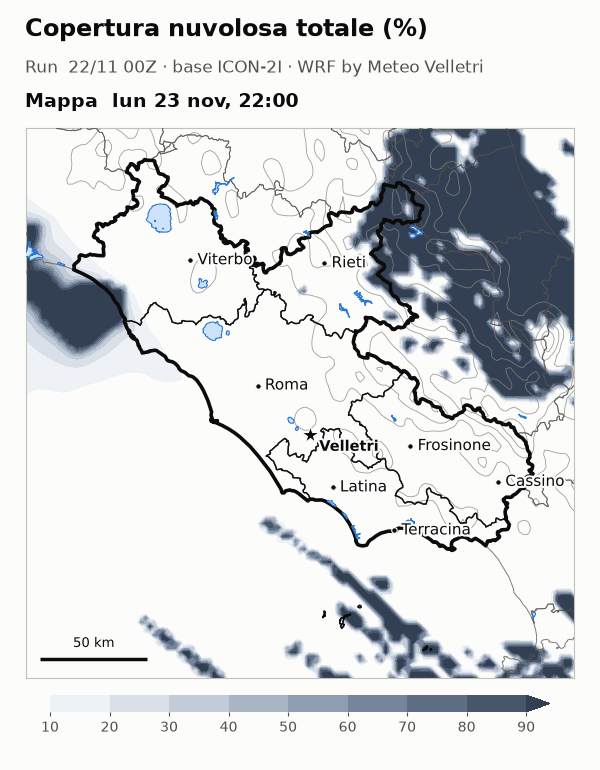 Copertura nuvolosa totale (%)
Run  22/11 00Z · base ICON-2I · WRF by Meteo Velletri
Mappa  lun 23 nov, 22:00
Viterbo
Rieti
Roma
Velletri
Frosinone
Latina
Cassino
Terracina
50 km
10 20 30 40 50 60 70 80 90